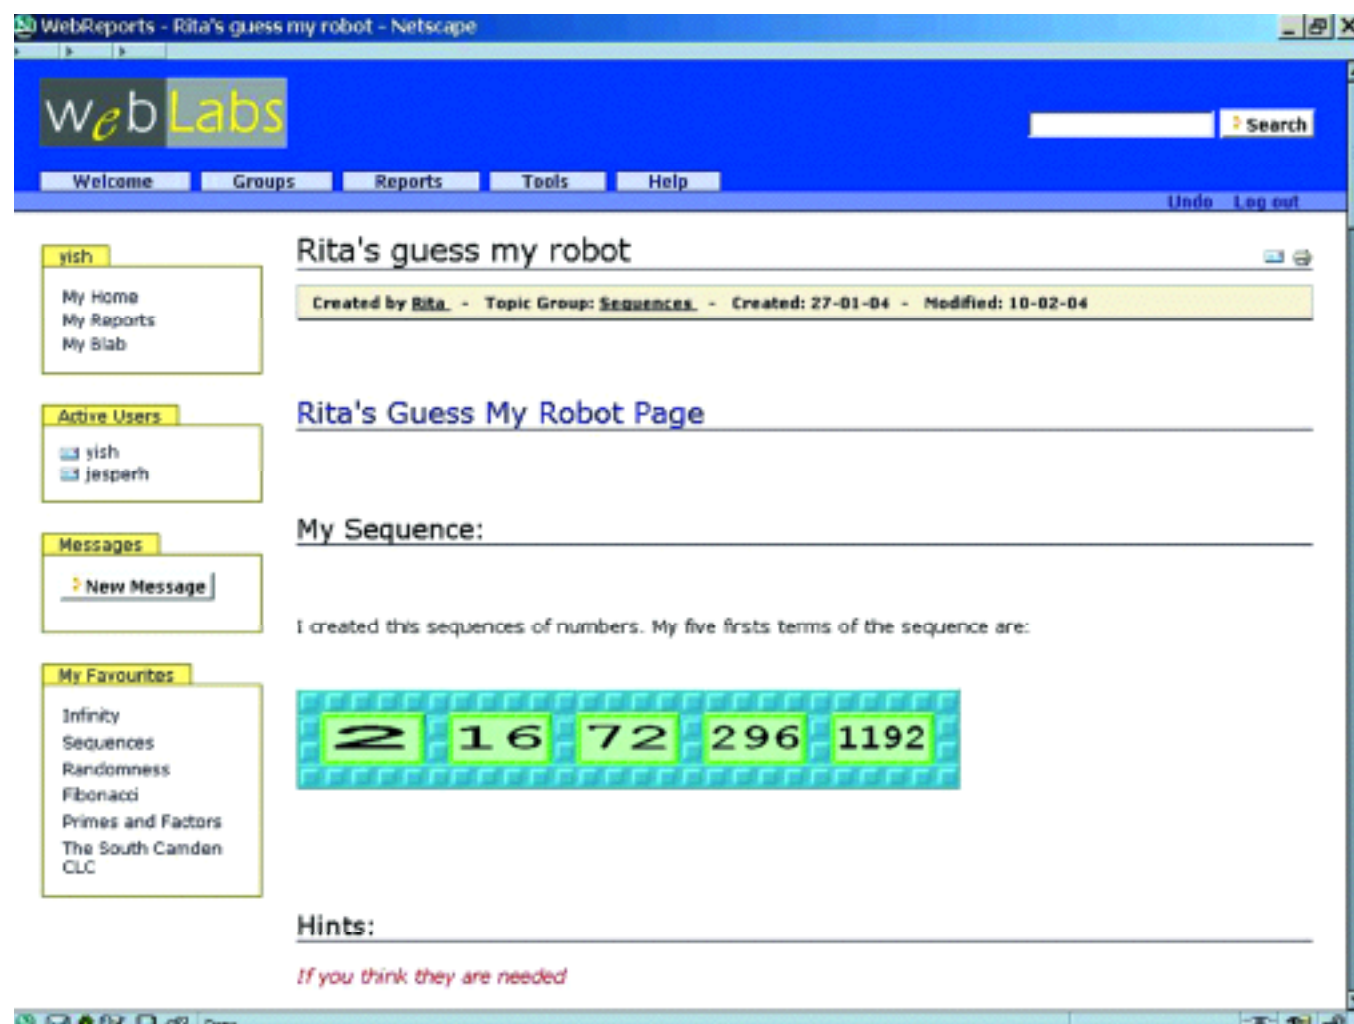 WebReports - Rita's guess my robot - Netscape
webLabs
Search
Welcome Groups Reports Tools Help
Undo Log out
yish
My Home
My Reports
My Blab
Active Users
yish
jesperh
Messages
New Message
My Favourites
Infinity
Sequences
Randomness
Fibonacci
Primes and Factors
The South Camden
CLC
Rita's guess my robot
Created by Rita - Topic Group: Sequences - Created: 27-01-04 - Modified: 10-02-04
Rita's Guess My Robot Page
My Sequence:
I created this sequences of numbers. My five firsts terms of the sequence are:
2 16 72 296 1192
Hints:
If you think they are needed